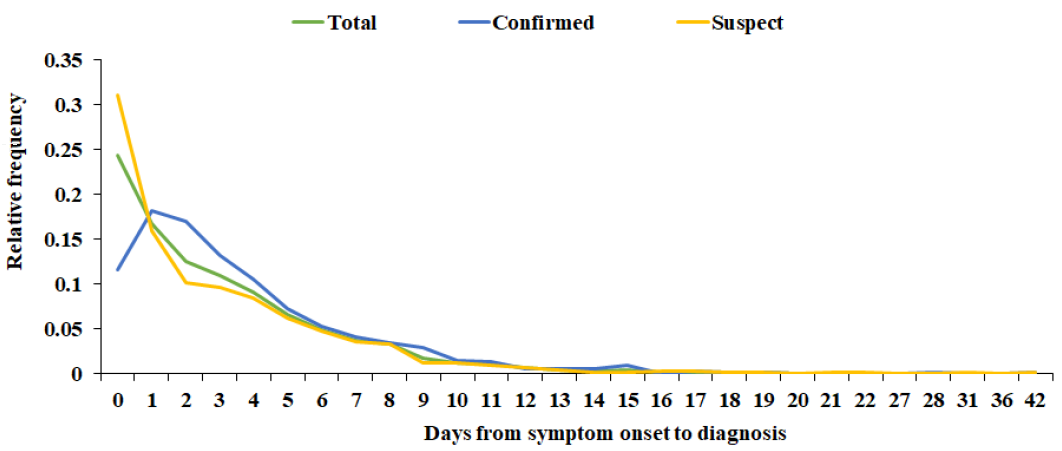 Total Confirmed Suspect
Relative frequency
0.35
0.3
0.25
0.2
0.15
0.1
0.05
0
0 1 2 3 4 5 6 7 8 9 10 11 12 13 14 15 16 17 18 19 20 21 22 27 28 31 36 42
Days from symptom onset to diagnosis